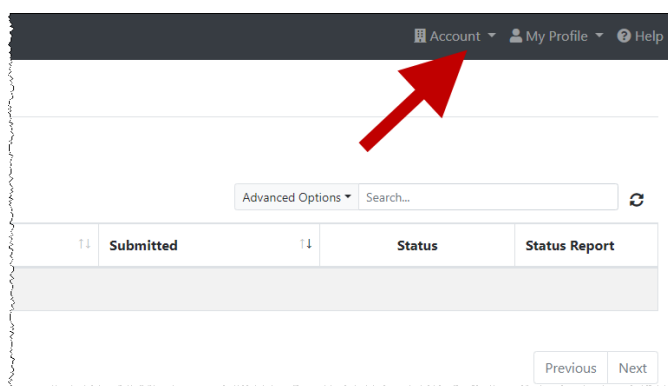 Account My Profile Help
Advanced Options Search...
Submitted Status Status Report
Previous Next